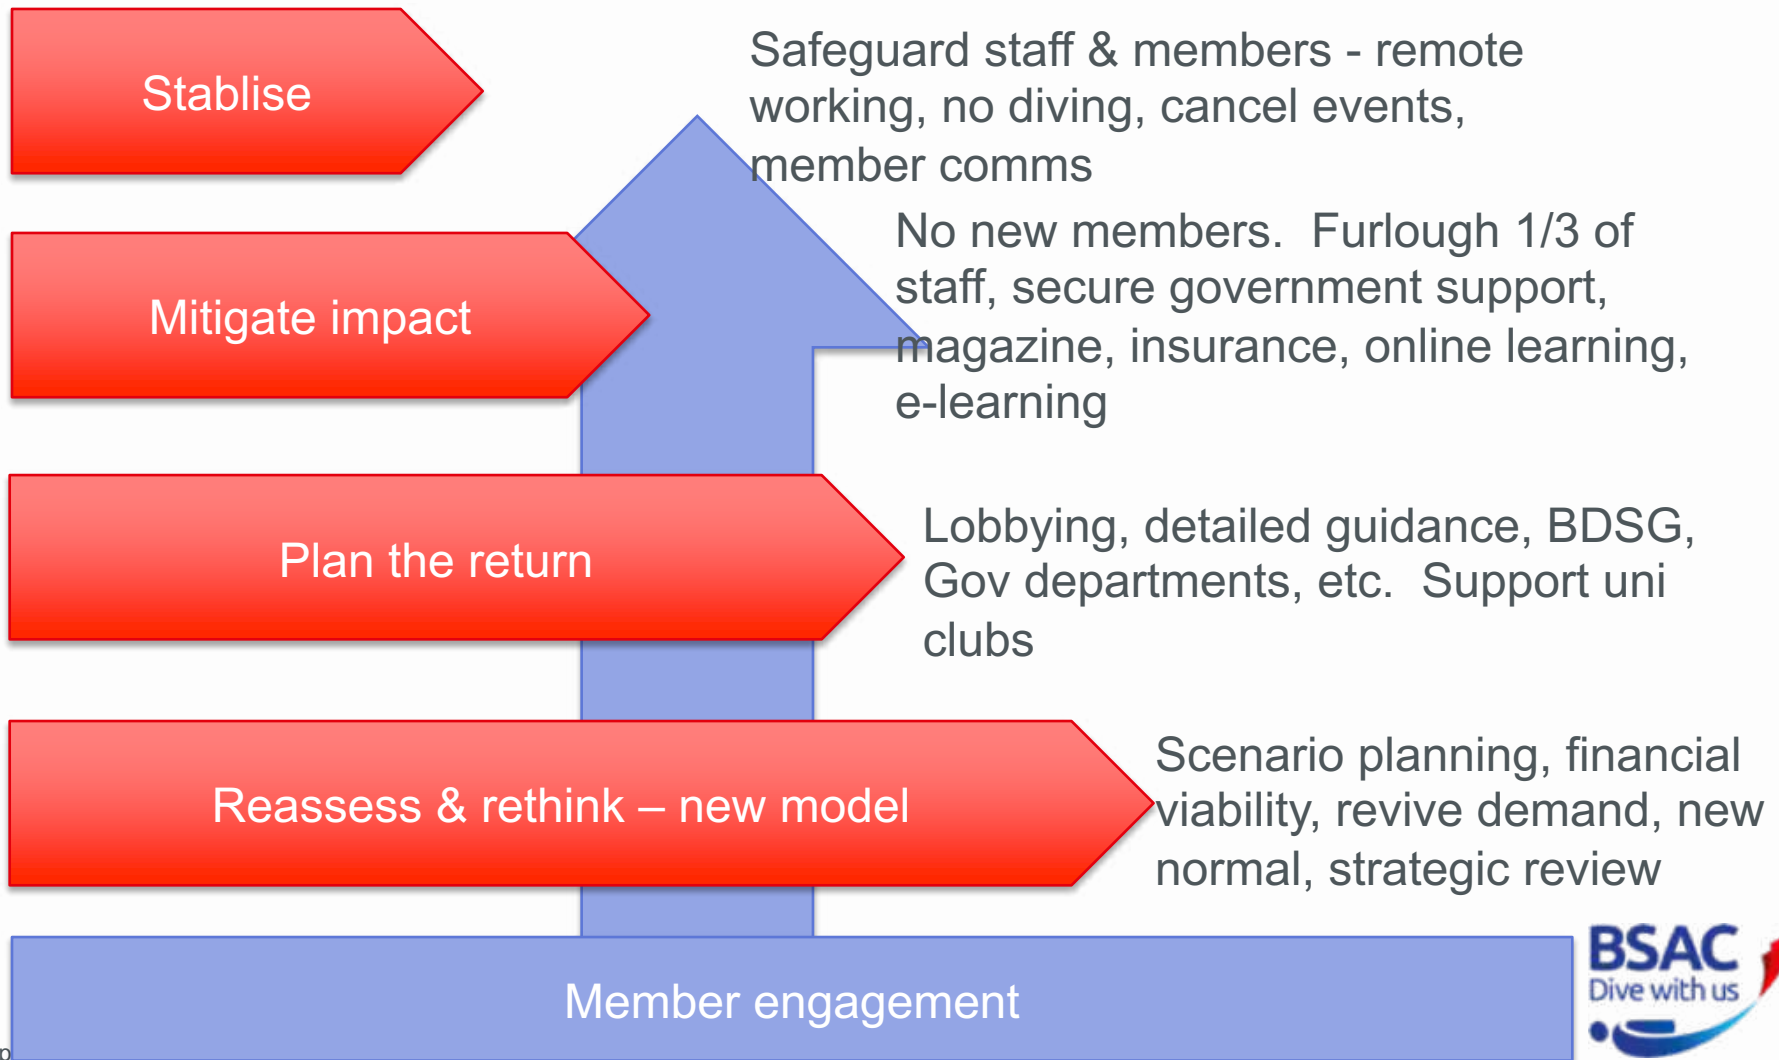 Stablise
Safeguard staff & members - remote
working, no diving, cancel events,
member comms
Mitigate impact
No new members.  Furlough 1/3 of
staff, secure government support,
magazine, insurance, online learning,
e-learning
Plan the return
Lobbying, detailed guidance, BDSG,
Gov departments, etc.  Support uni
clubs
Reassess & rethink – new model
Scenario planning, financial
viability, revive demand, new
normal, strategic review
Member engagement
BSAC
Dive with us